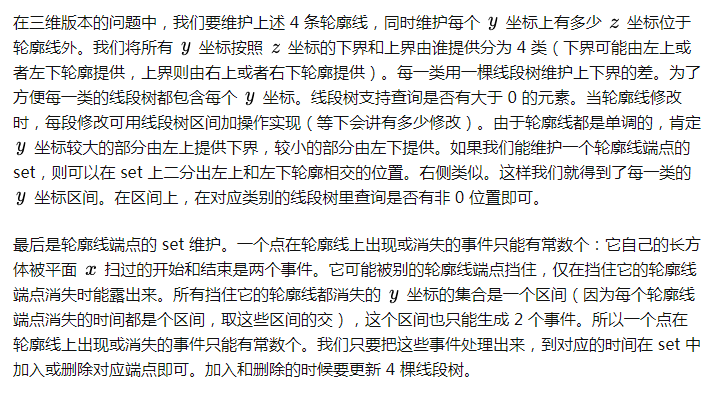 在三维版本的问题中，我们要维护上述 4 条轮廓线，同时维护每个 y 坐标上有多少 z 坐标位于
轮廓线外。我们将所有 y 坐标按照 z 坐标的下界和上界由谁提供分为 4 类（下界可能由左上或
者左下轮廓提供，上界则由右上或者右下轮廓提供）。每一类用一棵线段树维护上下界的差。为了
方便每一类的线段树都包含每个 y 坐标。线段树支持查询是否有大于 0 的元素。当轮廓线修改
时，每段修改可用线段树区间加操作实现（等下会讲有多少修改）。由于轮廓线都是单调的，肯定
y 坐标较大的部分由左上提供下界，较小的部分由左下提供。如果我们能维护一个轮廓线端点的
set，则可以在 set 上二分出左上和左下轮廓相交的位置。右侧类似。这样我们就得到了每一类的
y 坐标区间。在区间上，在对应类别的线段树里查询是否有非 0 位置即可。
最后是轮廓线端点的 set 维护。一个点在轮廓线上出现或消失的事件只能有常数个：它自己的长方
体被平面 x 扫过的开始和结束是两个事件。它可能被别的轮廓线端点挡住，仅在挡住它的轮廓线
端点消失时能露出来。所有挡住它的轮廓线都消失的 y 坐标的集合是一个区间（因为每个轮廓线
端点消失的时间都是个区间，取这些区间的交），这个区间也只能生成 2 个事件。所以一个点在
轮廓线上出现或消失的事件只能有常数个。我们只要把这些事件处理出来，到对应的时间在 set 中
加入或删除对应端点即可。加入和删除的时候要更新 4 棵线段树。